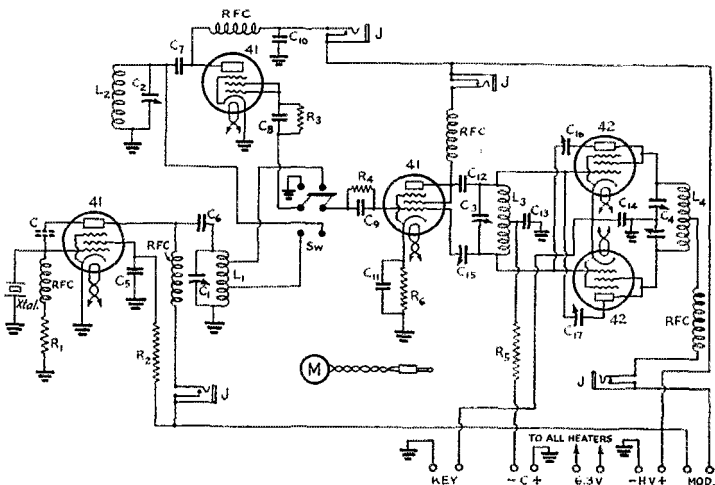 RFC
C10
J
C7
41
L2
C2
C8
R3
J
RFC
42
C16
41
R4
C12
C14
L4
C9
C3
L3
C13
C4
41
C6
C
RFC
Sw
C15
L1
C1
C5
Xtal.
RFC
C11
R6
C17
42
RFC
R1
R2
R5
M
J
J
TO ALL HEATERS
KEY
- C +
6.3 V
- HV +
MOD.